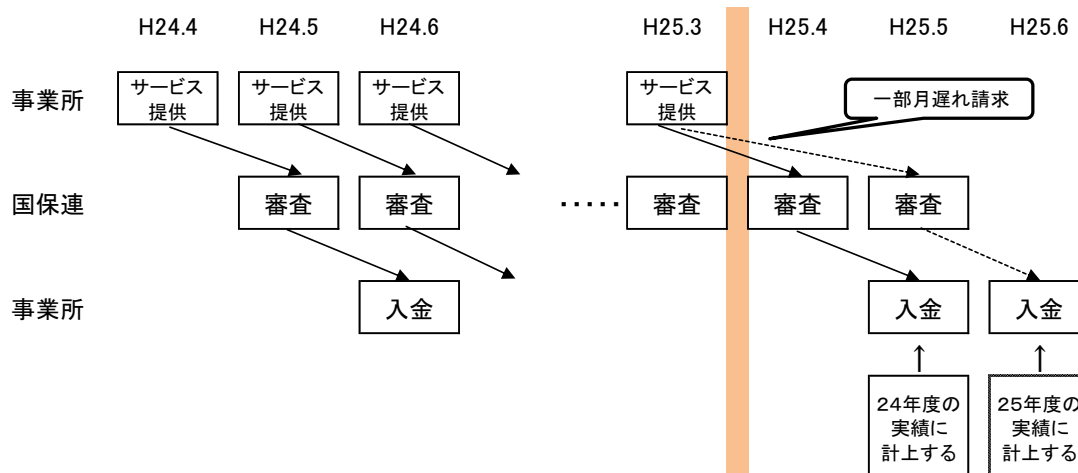 H24.4 H24.5 H24.6 H25.3 H25.4 H25.5 H25.6
事業所
サービス
提供
サービス
提供
サービス
提供
サービス
提供
一部月遅れ請求
国保連
審査
審査
・・・・・
審査
審査
審査
事業所
入金
入金
入金
↑
↑
24年度の
実績に
計上する
25年度の
実績に
計上する